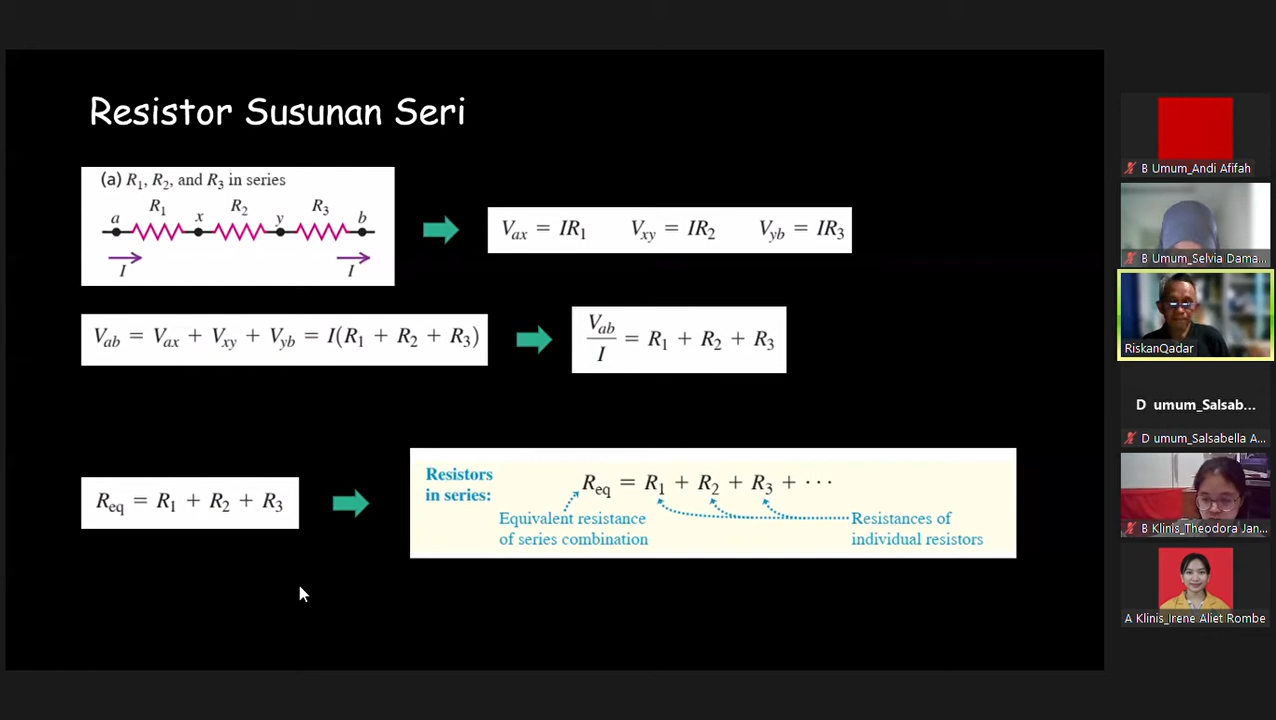 Resistor Susunan Seri
(a) R₁, R₂, and R₃ in series
R₁ R₂ R₃
a x y b
I I
Vax = IR₁ Vxy = IR₂ Vyb = IR₃
Vab = Vax + Vxy + Vyb = I(R₁ + R₂ + R₃)
Vab/I = R₁ + R₂ + R₃
Req = R₁ + R₂ + R₃
Resistors
in series:
Req = R₁ + R₂ + R₃ + ···
Equivalent resistance
of series combination
Resistances of
individual resistors
B Umum_Andi Afifah
B Umum_Selvia Dama...
RiskanQadar
D umum_Salsab...
D umum_Salsabella A...
B Klinis_Theodora Jan...
A Klinis_Irene Aliet Rombe